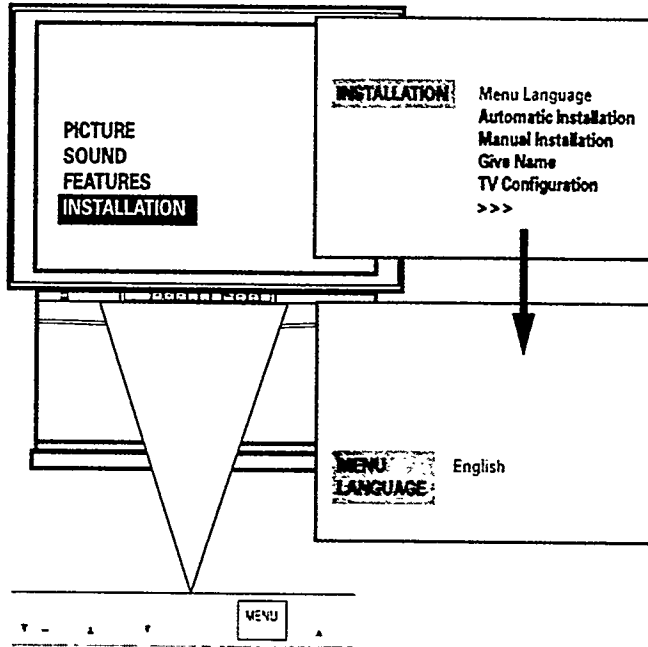 PICTURE
SOUND
FEATURES
INSTALLATION
INSTALLATION
Menu Language
Automatic Installation
Manual Installation
Give Name
TV Configuration
>>>
MENU
LANGUAGE
English
MENU